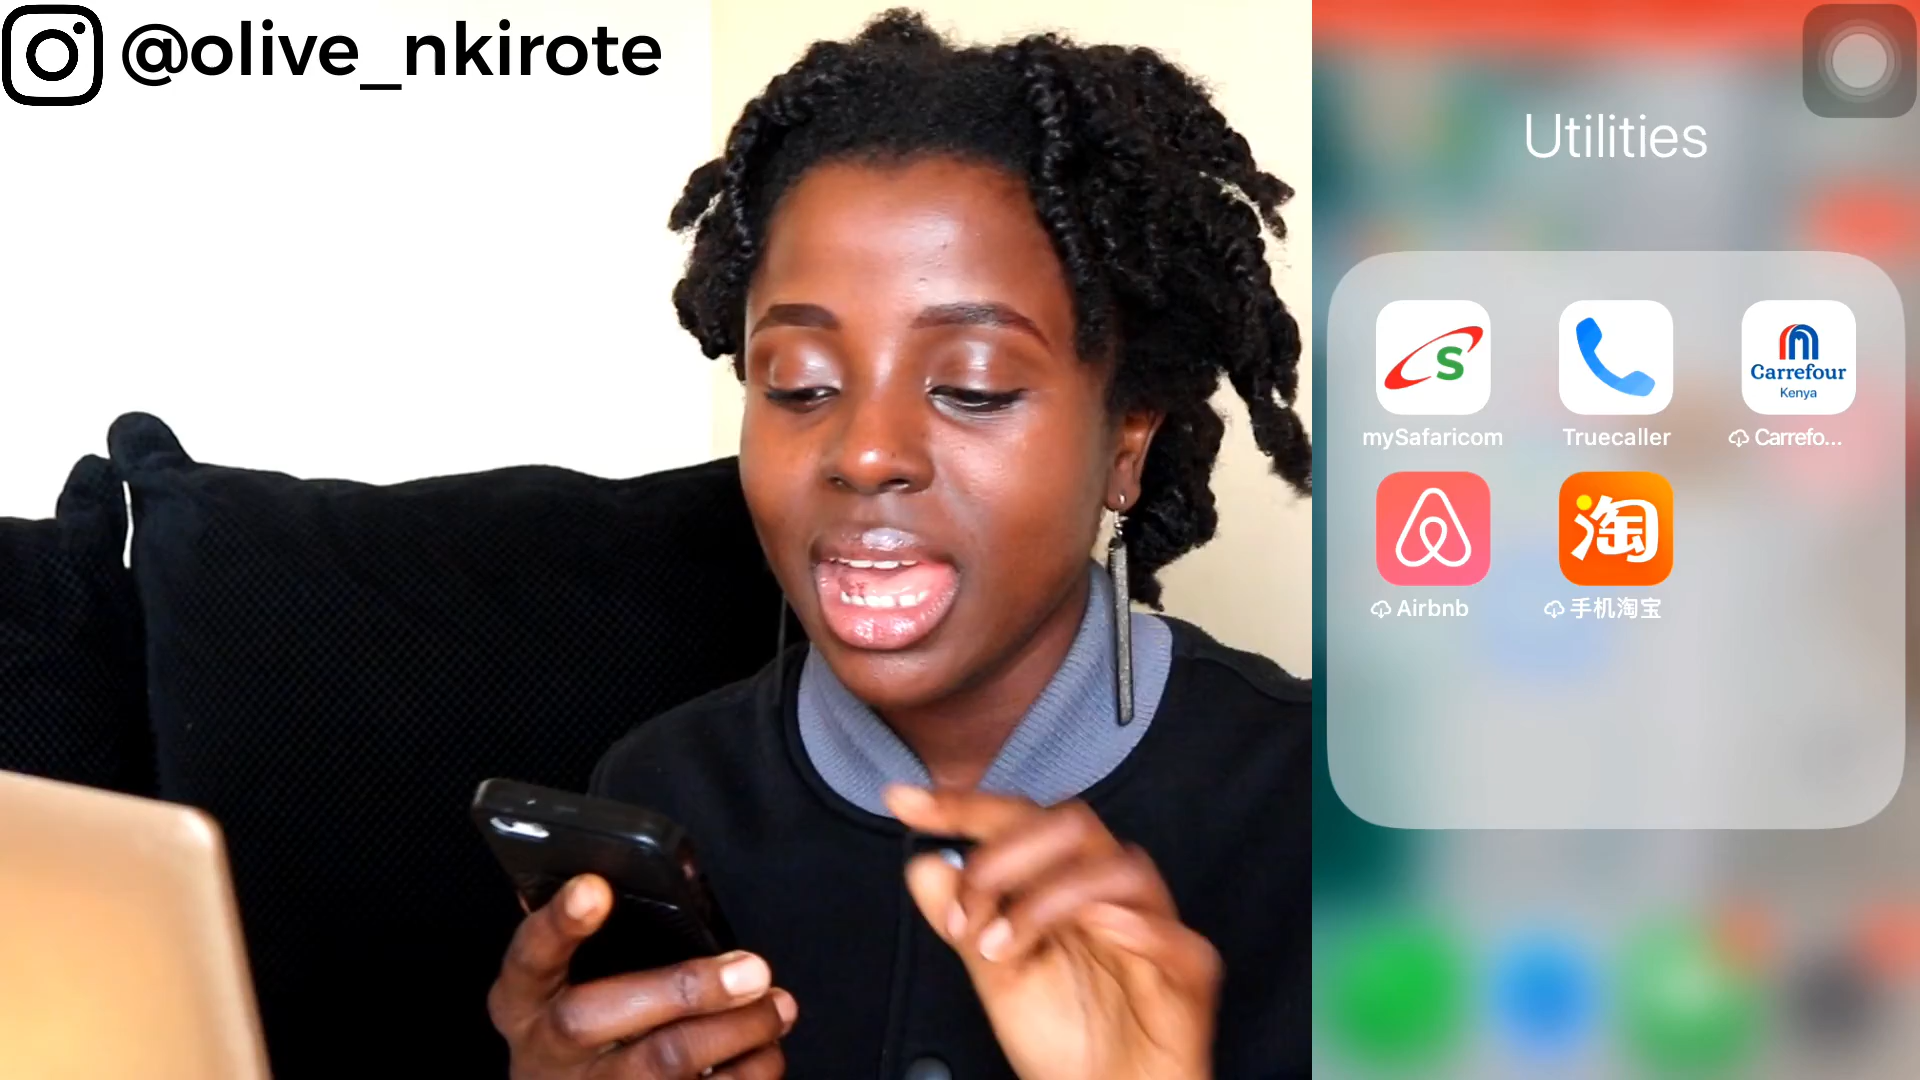 @olive_nkirote
Utilities
S
Carrefour
Kenya
mySafaricom
Truecaller
Carrefo...
淘
Airbnb
手机淘宝